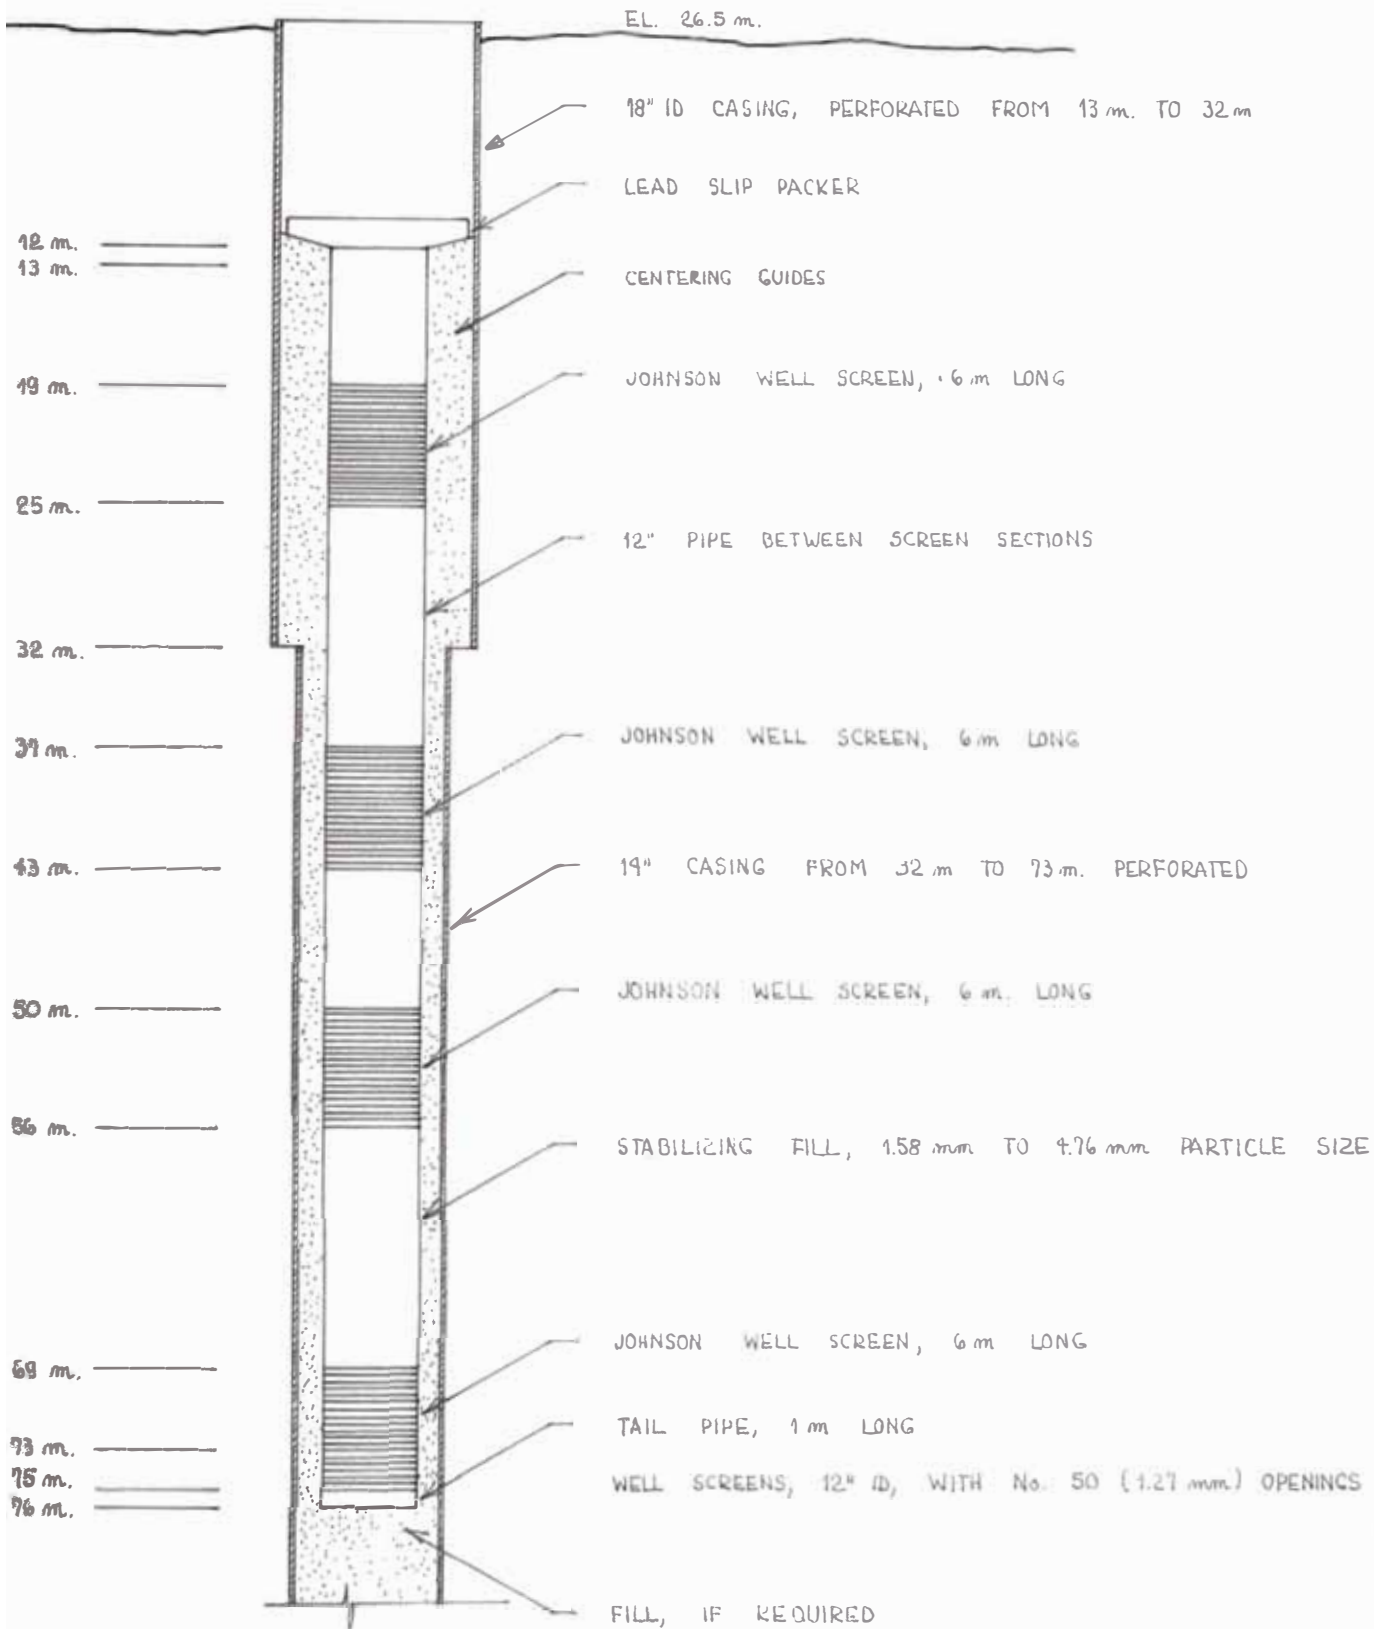 EL. 26.5 m.
18" ID CASING, PERFORATED FROM 13 m. TO 32 m
LEAD SLIP PACKER
12 m.
13 m.
CENTERING GUIDES
19 m.
JOHNSON WELL SCREEN, 6 m LONG
25 m.
12" PIPE BETWEEN SCREEN SECTIONS
32 m.
37 m.
JOHNSON WELL SCREEN, 6 m LONG
43 m.
14" CASING FROM 32 m TO 73 m. PERFORATED
50 m.
JOHNSON WELL SCREEN, 6 m. LONG
56 m.
STABILIZING FILL, 1.58 mm TO 4.76 mm PARTICLE SIZE
69 m.
JOHNSON WELL SCREEN, 6 m LONG
TAIL PIPE, 1 m LONG
73 m.
75 m.
WELL SCREENS, 12" ID, WITH No. 50 (1.27 mm) OPENINGS
76 m.
FILL, IF REQUIRED